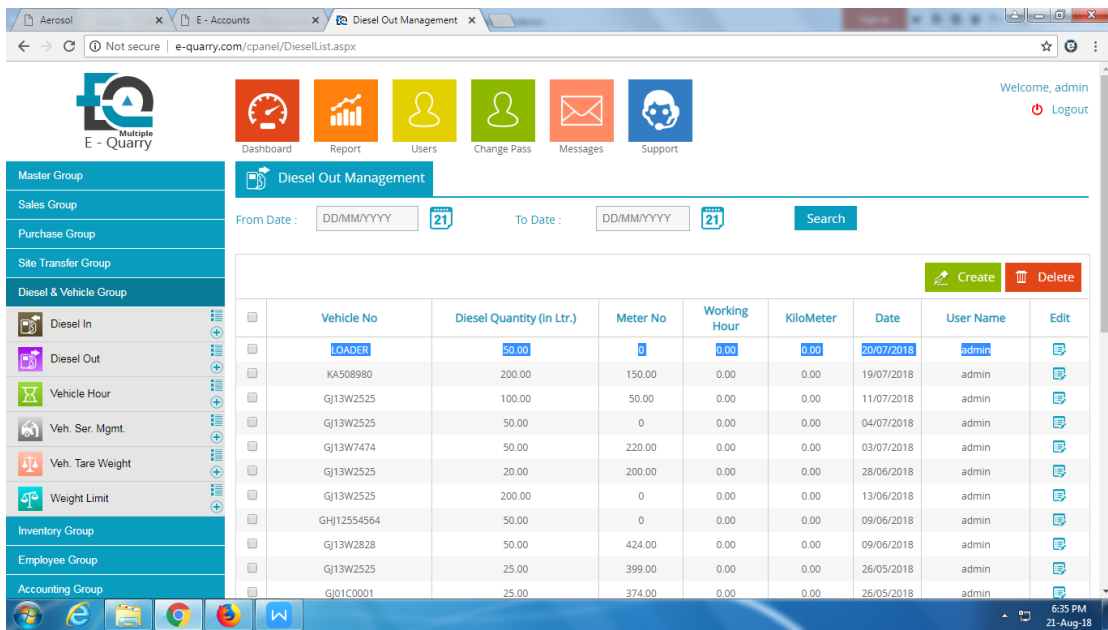 Aerosol
E - Accounts
Diesel Out Management
Not secure | e-quarry.com/cpanel/DieselList.aspx
Multiple
E - Quarry
Dashboard Report Users Change Pass Messages Support
Welcome, admin
Logout
Master Group
Sales Group
Purchase Group
Site Transfer Group
Diesel & Vehicle Group
Diesel In
Diesel Out
Vehicle Hour
Veh. Ser. Mgmt.
Veh. Tare Weight
Weight Limit
Inventory Group
Employee Group
Accounting Group
Diesel Out Management
From Date : DD/MM/YYYY 21 To Date : DD/MM/YYYY 21 Search
Create Delete
Vehicle No Diesel Quantity (in Ltr.) Meter No Working Hour KiloMeter Date User Name Edit
LOADER 50.00 0 0.00 0.00 20/07/2018 admin
KA508980 200.00 150.00 0.00 0.00 19/07/2018 admin
GJ13W2525 100.00 50.00 0.00 0.00 11/07/2018 admin
GJ13W2525 50.00 0 0.00 0.00 04/07/2018 admin
GJ13W7474 50.00 220.00 0.00 0.00 03/07/2018 admin
GJ13W2525 20.00 200.00 0.00 0.00 28/06/2018 admin
GJ13W2525 200.00 0 0.00 0.00 13/06/2018 admin
GHJ12554564 50.00 0 0.00 0.00 09/06/2018 admin
GJ13W2828 50.00 424.00 0.00 0.00 09/06/2018 admin
GJ13W2525 25.00 399.00 0.00 0.00 26/05/2018 admin
GJ01C0001 25.00 374.00 0.00 0.00 26/05/2018 admin
6:35 PM
21-Aug-18